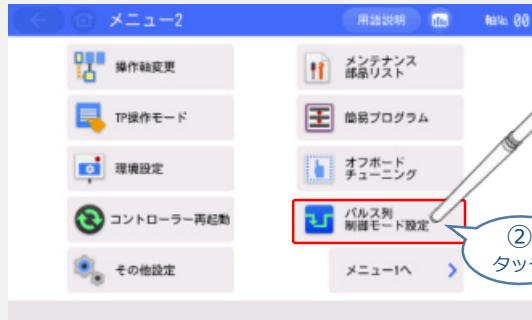 メニュー2
用語説明
軸No. 00
操作軸変更
メンテナンス
部品リスト
TP操作モード
簡易プログラム
環境設定
オフボード
チューニング
コントローラー再起動
パルス列
制御モード設定
その他設定
メニュー1へ
②
タッチ